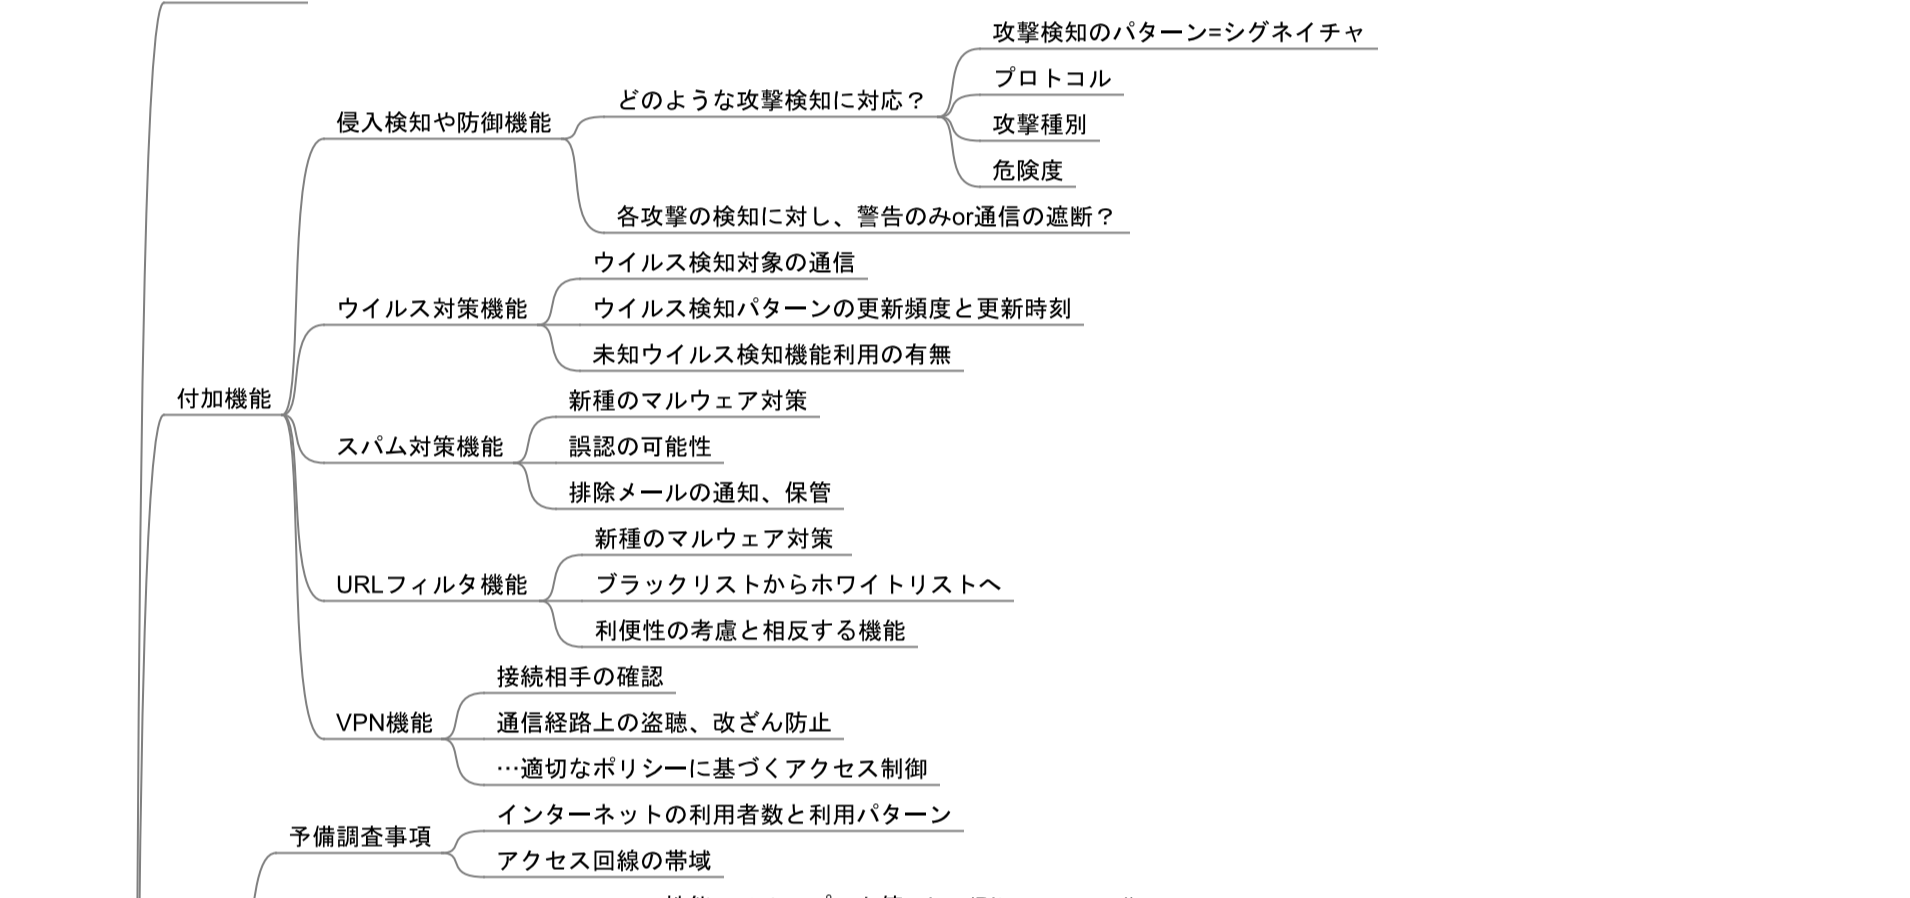 攻撃検知のパターン=シグネイチャ
プロトコル
どのような攻撃検知に対応？
侵入検知や防御機能
攻撃種別
危険度
各攻撃の検知に対し、警告のみor通信の遮断？
ウイルス検知対象の通信
ウイルス対策機能
ウイルス検知パターンの更新頻度と更新時刻
未知ウイルス検知機能利用の有無
付加機能
新種のマルウェア対策
スパム対策機能
誤認の可能性
排除メールの通知、保管
新種のマルウェア対策
URLフィルタ機能
ブラックリストからホワイトリストへ
利便性の考慮と相反する機能
接続相手の確認
VPN機能
通信経路上の盗聴、改ざん防止
…適切なポリシーに基づくアクセス制御
インターネットの利用者数と利用パターン
予備調査事項
アクセス回線の帯域